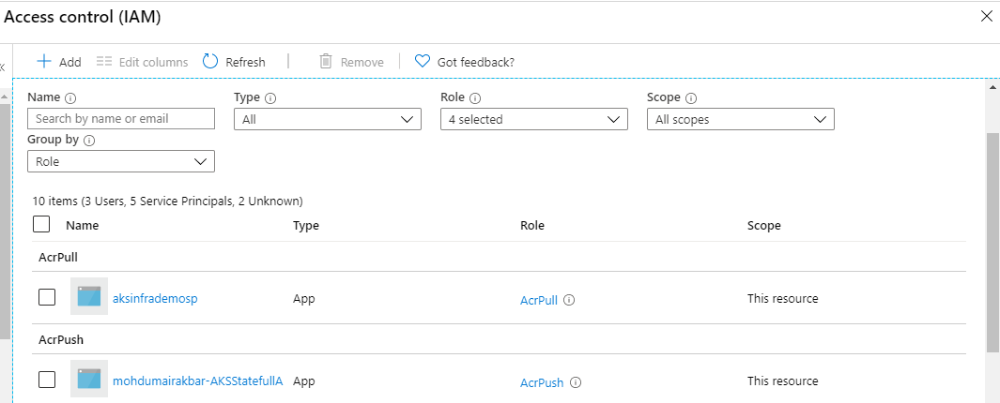 Access control (IAM)
Add Edit columns Refresh Remove Got feedback?
Name Type Role Scope
Search by name or email All 4 selected All scopes
Group by
Role
10 items (3 Users, 5 Service Principals, 2 Unknown)
Name Type Role Scope
AcrPull
aksinfrademosp App AcrPull This resource
AcrPush
mohdumairakbar-AKSStatefullA App AcrPush This resource